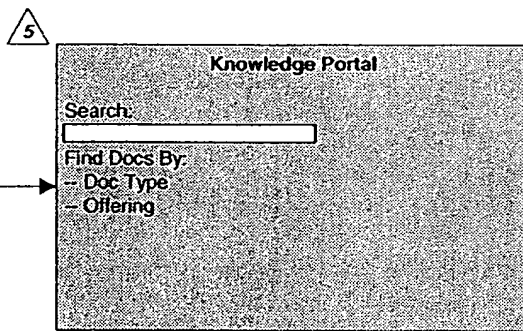 5
Knowledge Portal
Search:
Find Docs By:
-- Doc Type
-- Offering